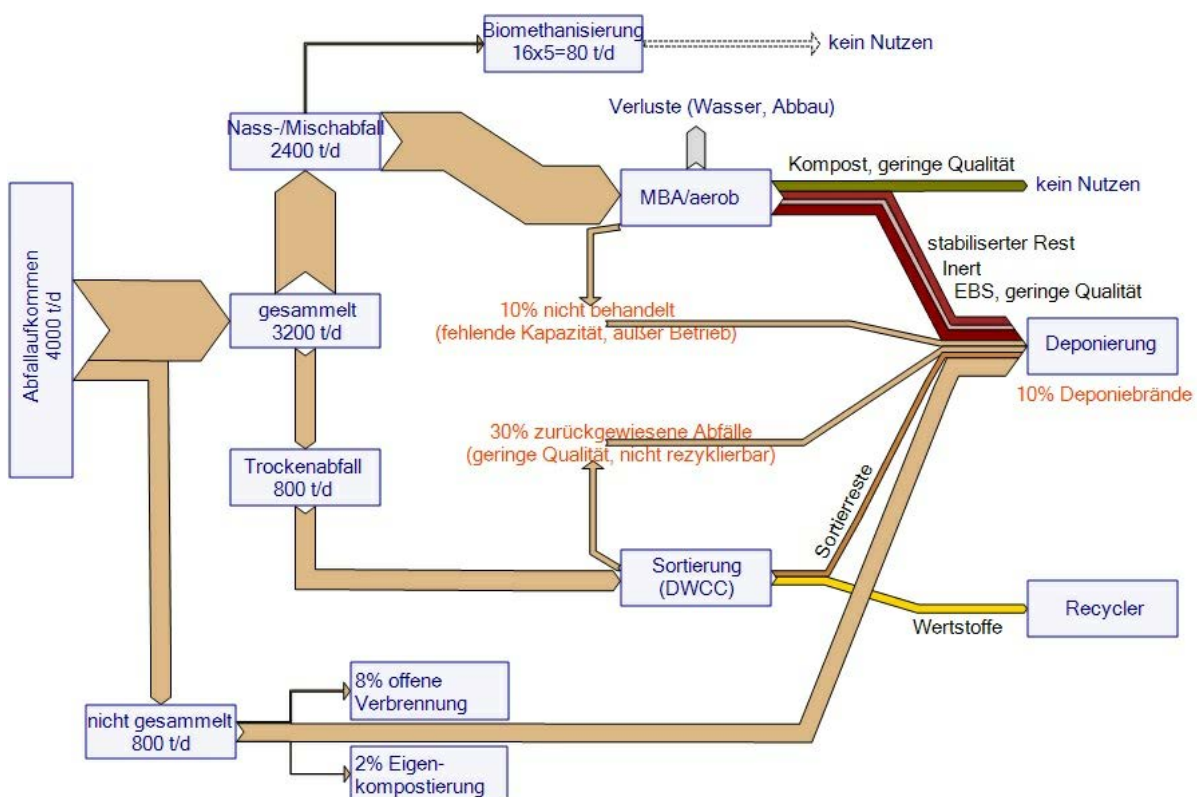 Biomethanisierung
16x5=80 t/d
kein Nutzen
Nass-/Mischabfall
2400 t/d
Verluste (Wasser, Abbau)
Kompost, geringe Qualität
kein Nutzen
MBA/aerob
stabiliserter Rest
Inert
EBS, geringe Qualität
Abfallaufkommen
4000 t/d
gesammelt
3200 t/d
10% nicht behandelt
(fehlende Kapazität, außer Betrieb)
Deponierung
10% Deponiebrände
30% zurückgewiesene Abfälle
(geringe Qualität, nicht rezyklierbar)
Trockenabfall
800 t/d
Sortierreste
Sortierung
(DWCC)
Recycler
Wertstoffe
8% offene
Verbrennung
nicht gesammelt
800 t/d
2% Eigen-
kompostierung